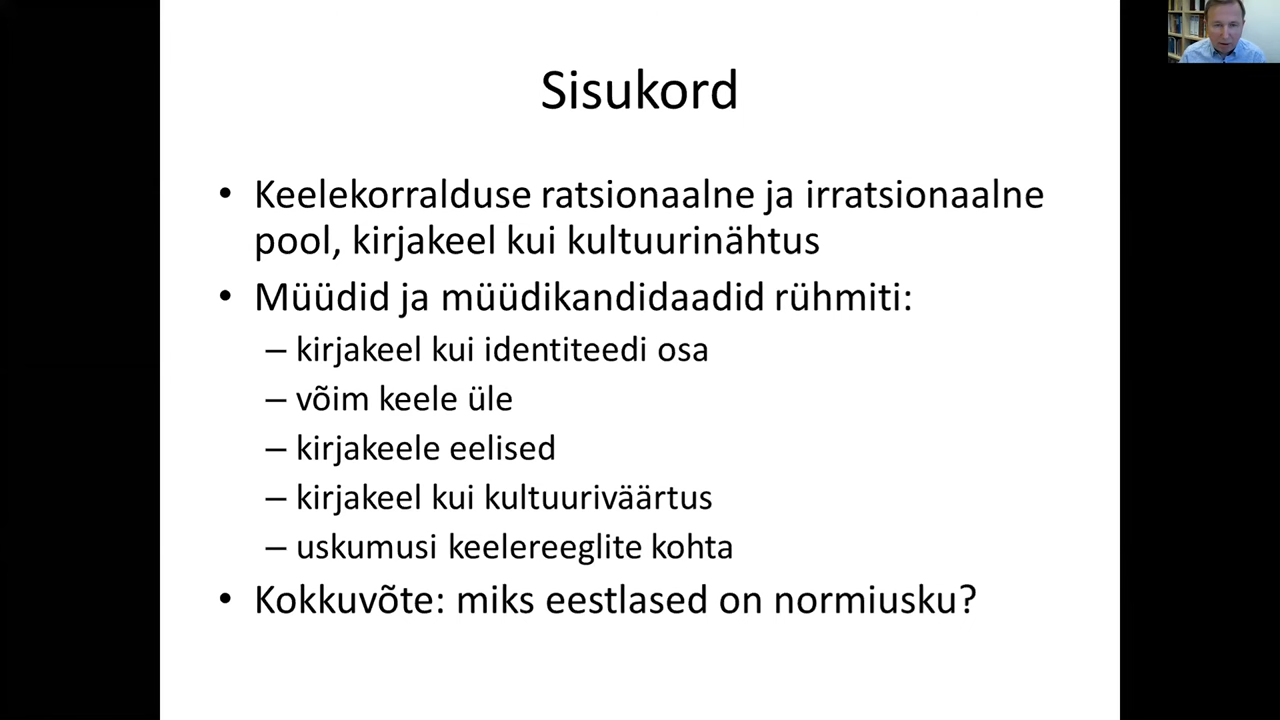 Sisukord
• Keelekorralduse ratsionaalne ja irratsionaalne
pool, kirjakeel kui kultuurinähtus
• Müüdid ja müüdikandidaadid rühmiti:
– kirjakeel kui identiteedi osa
– võim keele üle
– kirjakeele eelised
– kirjakeel kui kultuuriväärtus
– uskumusi keelereeglite kohta
• Kokkuvõte: miks eestlased on normiusku?